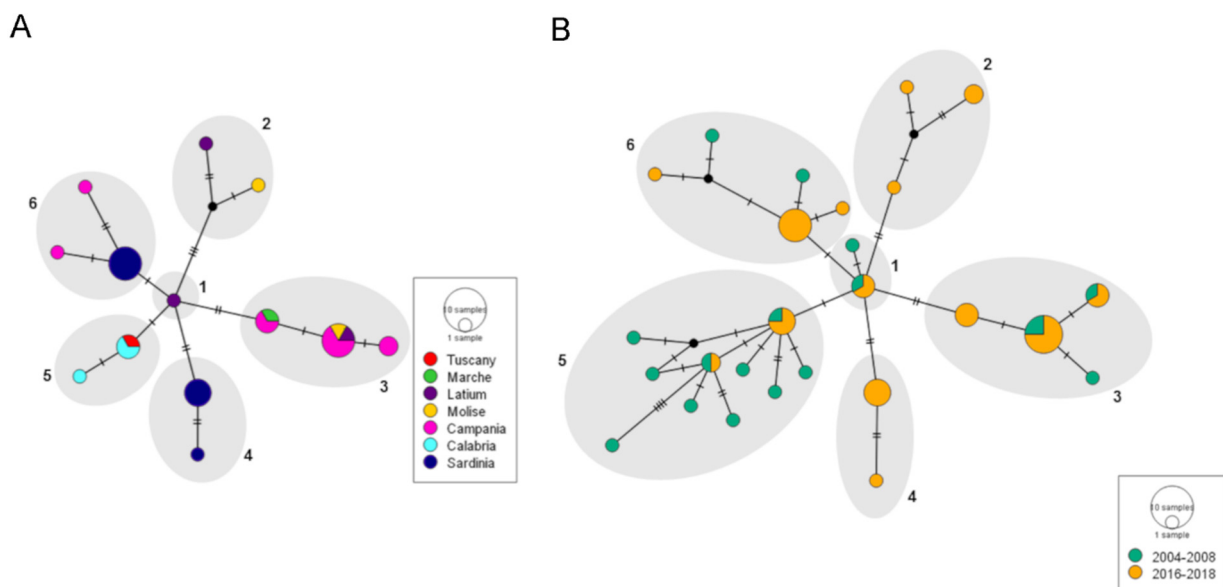 A
B
2
6
1
5
4
3
10 samples
1 sample
Tuscany
Marche
Latium
Molise
Campania
Calabria
Sardinia
2
6
1
5
3
4
10 samples
1 sample
2004-2008
2016-2018